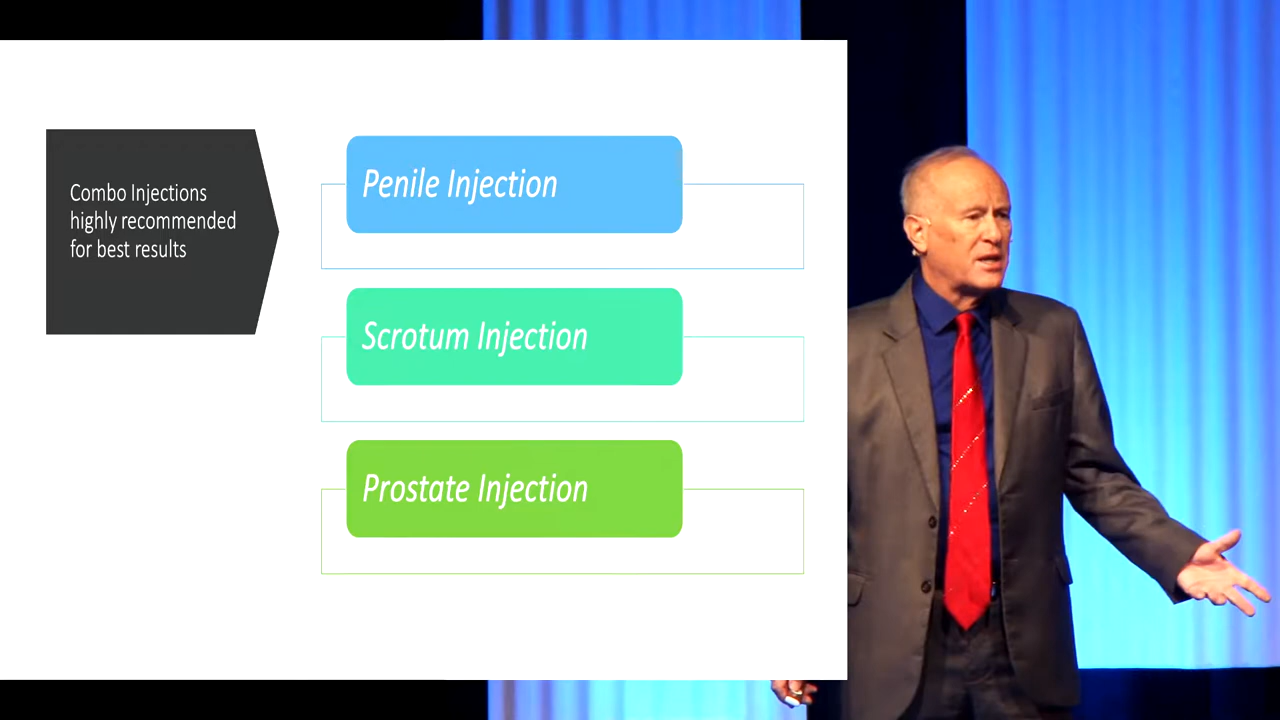 Combo Injections
highly recommended
for best results
Penile Injection
Scrotum Injection
Prostate Injection